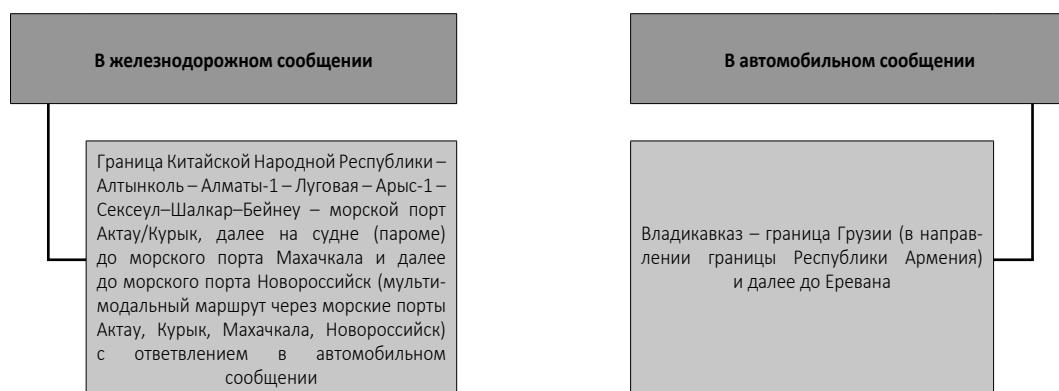 В железнодорожном сообщении
Граница Китайской Народной Республики –
Алтынколь – Алматы-1 – Луговая – Арыс-1 –
Сексеул–Шалкар–Бейнеу – морской порт
Актау/Курык, далее на судне (пароме)
до морского порта Махачкала и далее
до морского порта Новороссийск (мульти-
модальный маршрут через морские порты
Актау, Курык, Махачкала, Новороссийск)
с ответвлением в автомобильном
сообщении
В автомобильном сообщении
Владикавказ – граница Грузии (в направ-
лении границы Республики Армения)
и далее до Еревана